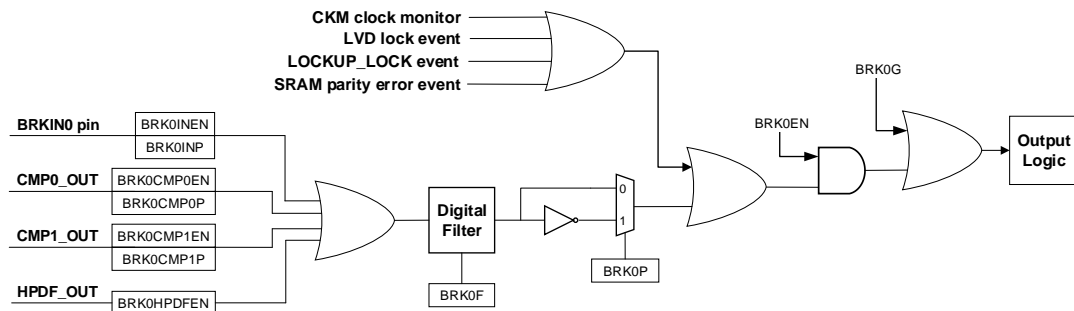 CKM clock monitor
LVD lock event
LOCKUP_LOCK event
SRAM parity error event
BRK0G
BRK0EN
Output
Logic
BRKIN0 pin
BRK0INEN
BRK0INP
CMP0_OUT
BRK0CMP0EN
BRK0CMP0P
CMP1_OUT
BRK0CMP1EN
BRK0CMP1P
HPDF_OUT
BRK0HPDFEN
Digital
Filter
BRK0F
0
1
BRK0P